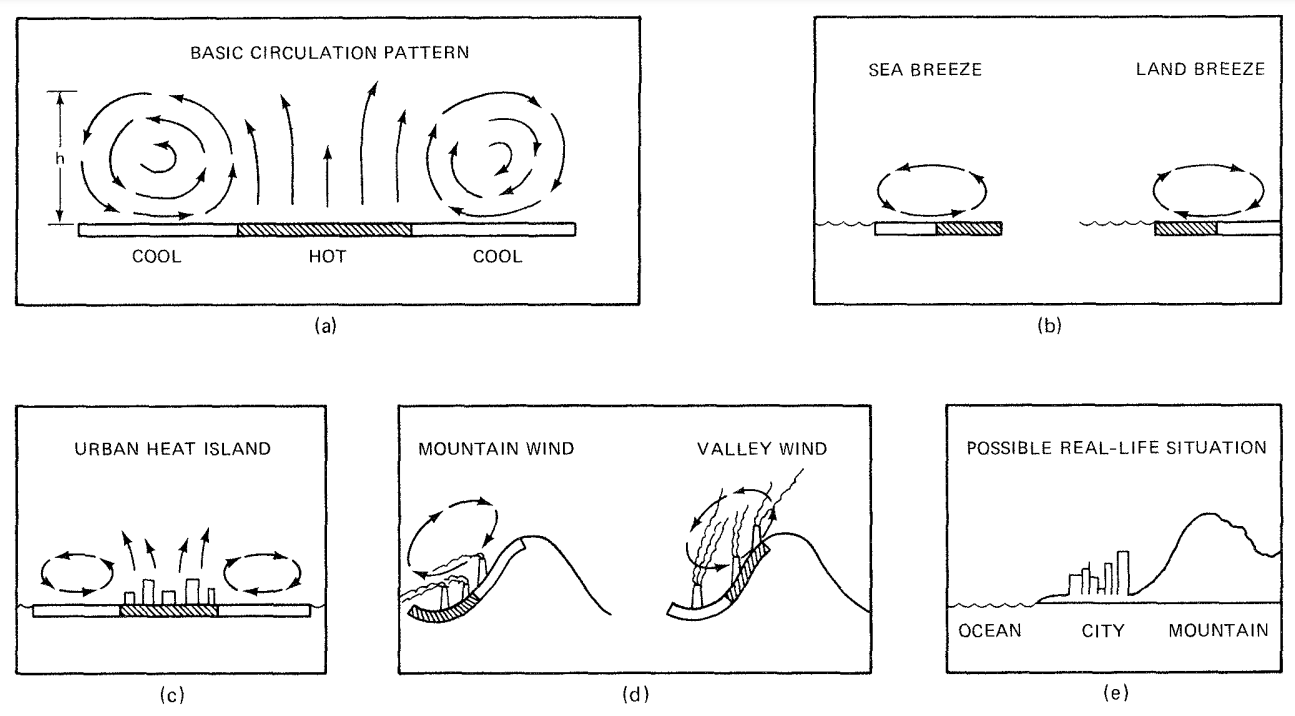 BASIC CIRCULATION PATTERN
h
COOL
HOT
COOL
(a)
SEA BREEZE
LAND BREEZE
(b)
URBAN HEAT ISLAND
(c)
MOUNTAIN WIND
VALLEY WIND
(d)
POSSIBLE REAL-LIFE SITUATION
OCEAN
CITY
MOUNTAIN
(e)